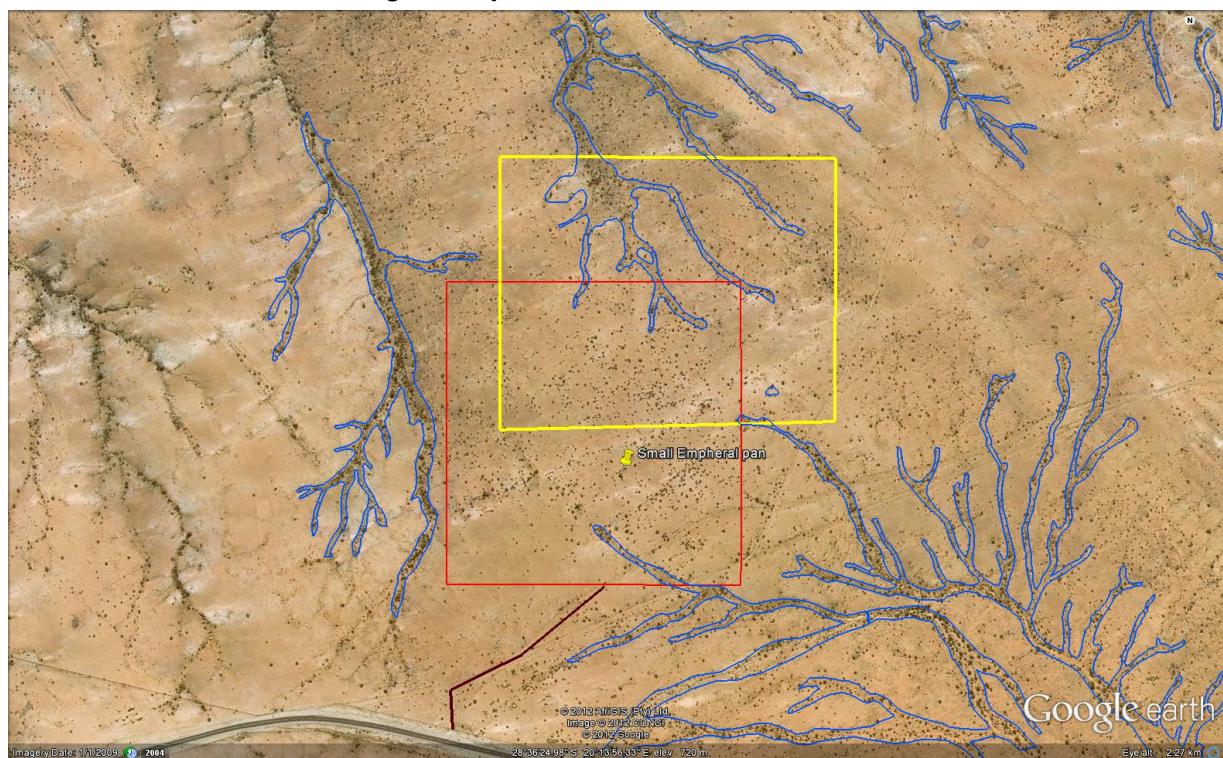 N
Small Empheral pan
© 2012 AfriGIS (Pty) Ltd.
Image © 2012 CDNGI
© 2012 Google
Google earth
Imagery Date: 1/1/2009 2004 28°36'24.98" S 20°13'56.33" E elev 720 m Eye alt 2.27 km